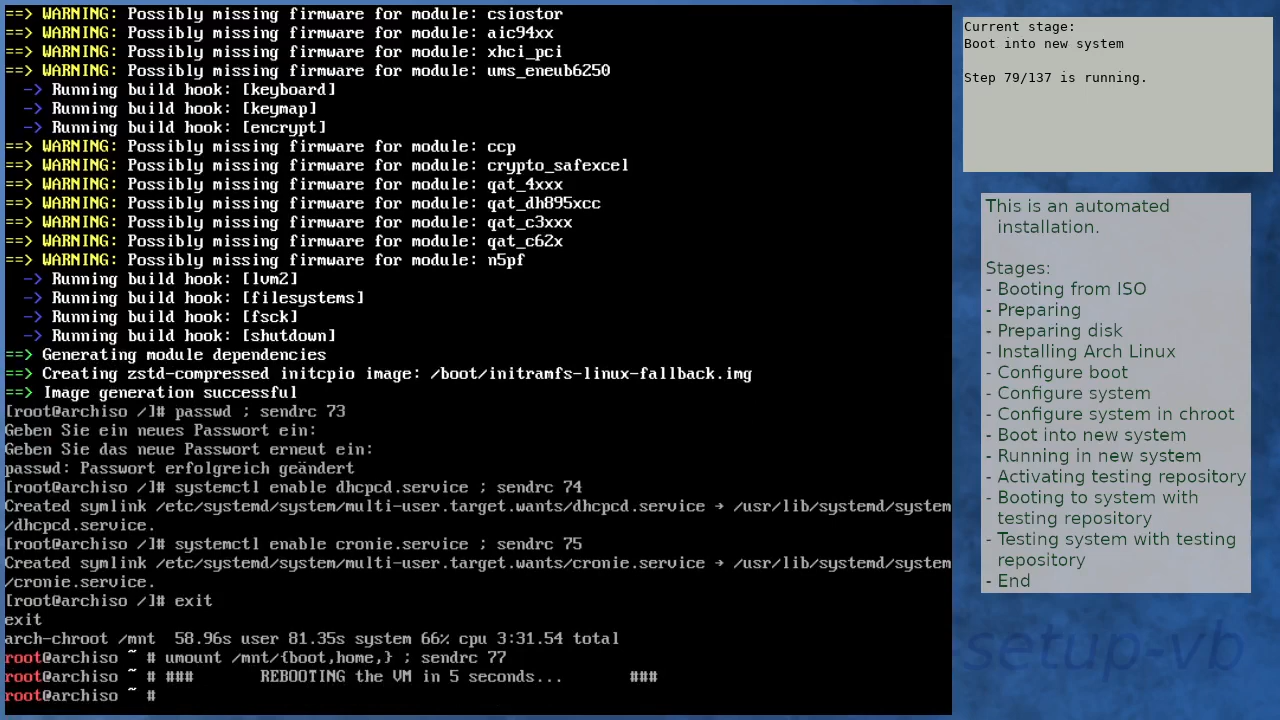 ==> WARNING: Possibly missing firmware for module: csiostor
==> WARNING: Possibly missing firmware for module: aic94xx
==> WARNING: Possibly missing firmware for module: xhci_pci
==> WARNING: Possibly missing firmware for module: ums_eneub6250
  -> Running build hook: [keyboard]
  -> Running build hook: [keymap]
  -> Running build hook: [encrypt]
==> WARNING: Possibly missing firmware for module: ccp
==> WARNING: Possibly missing firmware for module: crypto_safexcel
==> WARNING: Possibly missing firmware for module: qat_4xxx
==> WARNING: Possibly missing firmware for module: qat_dh895xcc
==> WARNING: Possibly missing firmware for module: qat_c3xxx
==> WARNING: Possibly missing firmware for module: qat_c62x
==> WARNING: Possibly missing firmware for module: n5pf
  -> Running build hook: [lvm2]
  -> Running build hook: [filesystems]
  -> Running build hook: [fsck]
  -> Running build hook: [shutdown]
==> Generating module dependencies
==> Creating zstd-compressed initcpio image: /boot/initramfs-linux-fallback.img
==> Image generation successful
[root@archiso /]# passwd ; sendrc 73
Geben Sie ein neues Passwort ein:
Geben Sie das neue Passwort erneut ein:
passwd: Passwort erfolgreich geändert
[root@archiso /]# systemctl enable dhcpcd.service ; sendrc 74
Created symlink /etc/systemd/system/multi-user.target.wants/dhcpcd.service → /usr/lib/systemd/system
/dhcpcd.service.
[root@archiso /]# systemctl enable cronie.service ; sendrc 75
Created symlink /etc/systemd/system/multi-user.target.wants/cronie.service → /usr/lib/systemd/system
/cronie.service.
[root@archiso /]# exit
exit
arch-chroot /mnt  58.96s user 81.35s system 66% cpu 3:31.54 total
root@archiso ~ # umount /mnt/{boot,home,} ; sendrc 77
root@archiso ~ # ###       REBOOTING the VM in 5 seconds...       ###
root@archiso ~ #
Current stage:
Boot into new system
Step 79/137 is running.
This is an automated
installation.
Stages:
- Booting from ISO
- Preparing
- Preparing disk
- Installing Arch Linux
- Configure boot
- Configure system
- Configure system in chroot
- Boot into new system
- Running in new system
- Activating testing repository
- Booting to system with
testing repository
- Testing system with testing
repository
- End
setup-vb